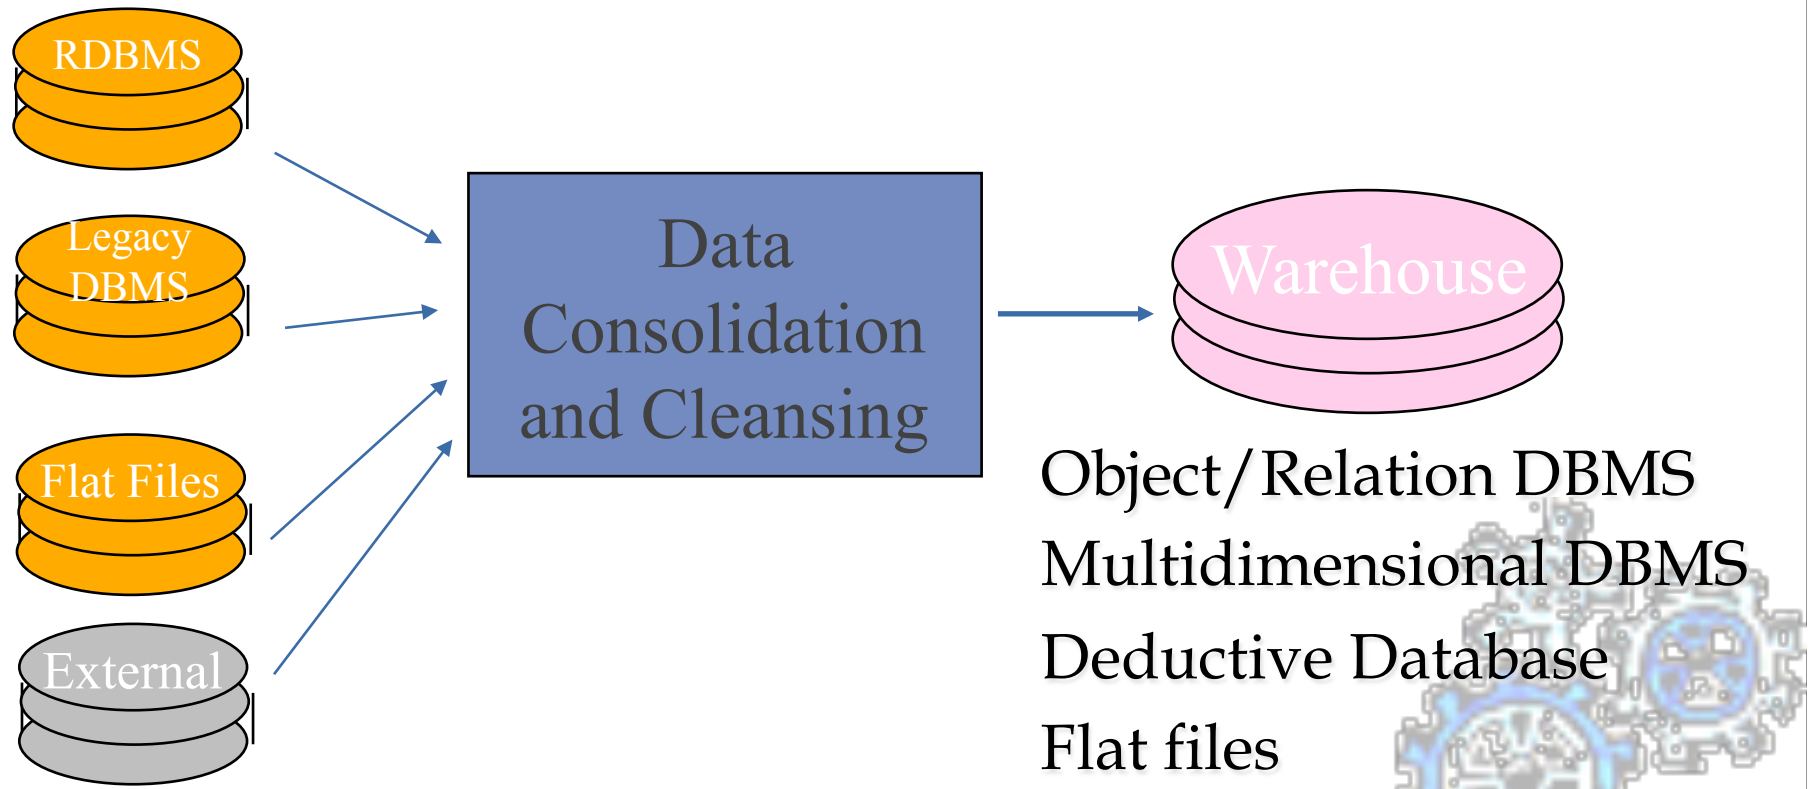 RDBMS
Legacy
DBMS
Flat Files
External
Data
Consolidation
and Cleansing
Warehouse
Object/Relation DBMS
Multidimensional DBMS
Deductive Database
Flat files